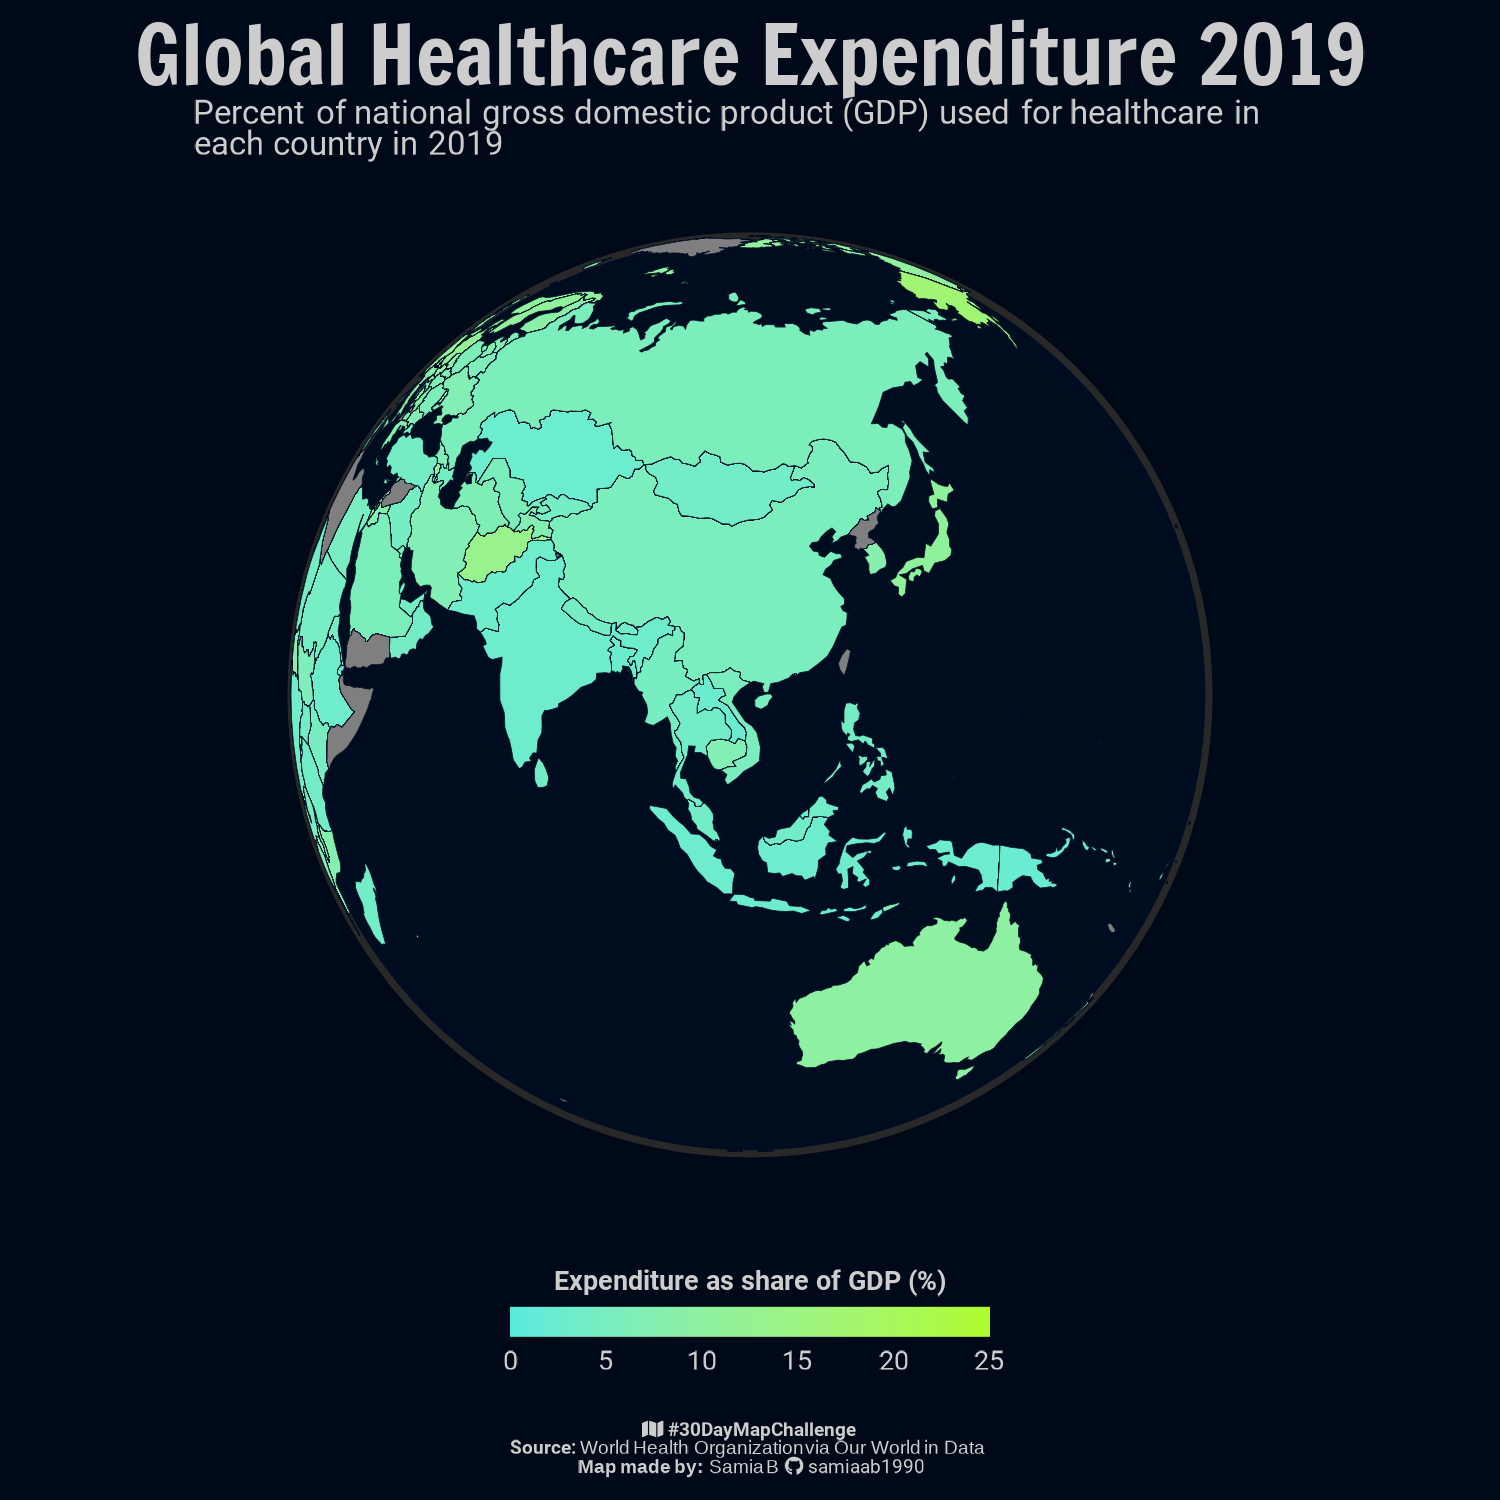 Global Healthcare Expenditure 2019
Percent of national gross domestic product (GDP) used for healthcare in
each country in 2019
Expenditure as share of GDP (%)
0 5 10 15 20 25
#30DayMapChallenge
Source: World Health Organization via Our World in Data
Map made by: Samia B samiaab1990